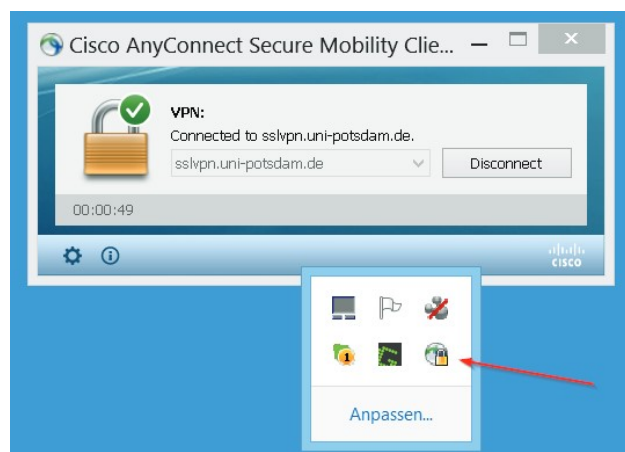 Cisco AnyConnect Secure Mobility Clie...
VPN:
Connected to sslvpn.uni-potsdam.de.
sslvpn.uni-potsdam.de
Disconnect
00:00:49
cisco
1
Anpassen...